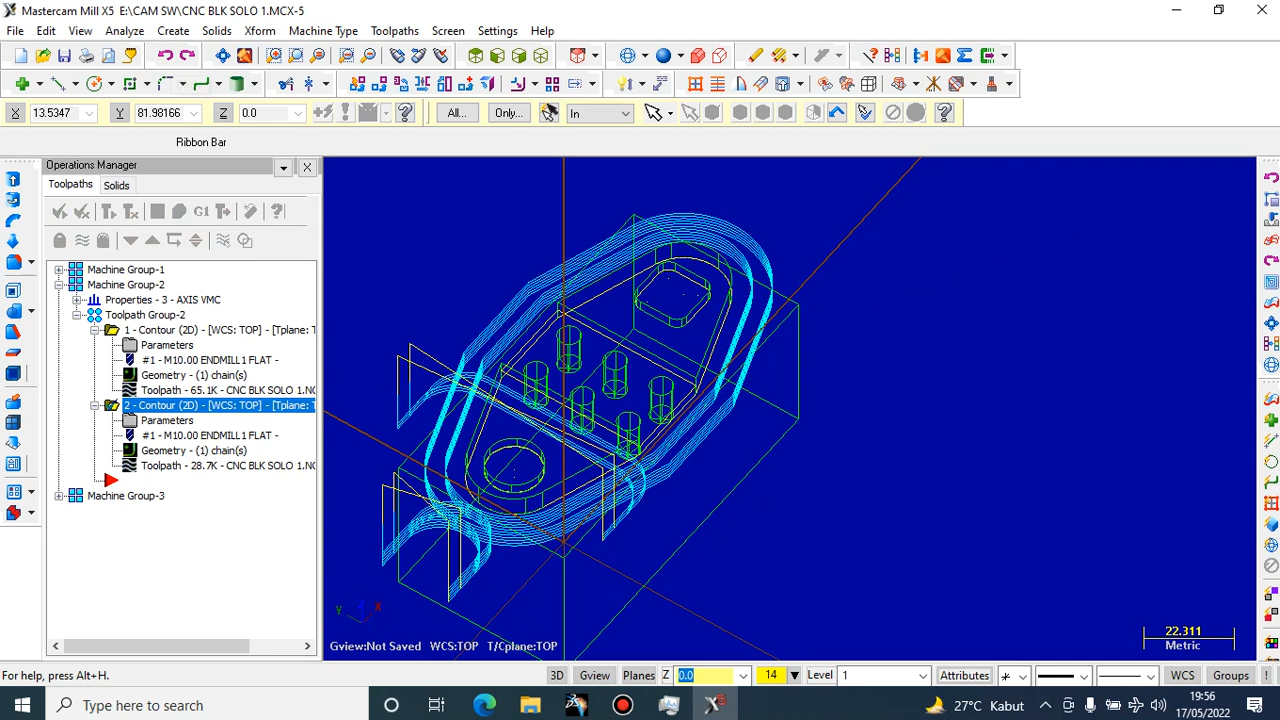 Mastercam Mill X5  E:\CAM SW\CNC BLK SOLO 1.MCX-5
File Edit View Analyze Create Solids Xform Machine Type Toolpaths Screen Settings Help
X 13.5347 Y 81.98166 Z 0.0 All... Only... In
Ribbon Bar
Operations Manager
Toolpaths Solids
G1
Machine Group-1
Machine Group-2
Properties - 3 - AXIS VMC
Toolpath Group-2
1 - Contour (2D) - [WCS: TOP] - [Tplane: T
Parameters
#1 - M10.00 ENDMILL1 FLAT -
Geometry - (1) chain(s)
Toolpath - 65.1K - CNC BLK SOLO 1.NC
2 - Contour (2D) - [WCS: TOP] - [Tplane: T
Parameters
#1 - M10.00 ENDMILL1 FLAT -
Geometry - (1) chain(s)
Toolpath - 28.7K - CNC BLK SOLO 1.NC
Machine Group-3
Y Z X
Gview:Not Saved WCS:TOP T/Cplane:TOP
22.311
Metric
For help, press Alt+H.
3D Gview Planes Z 0.0 14 Level 1 Attributes WCS Groups !
Type here to search
27°C Kabut
19:56
17/05/2022